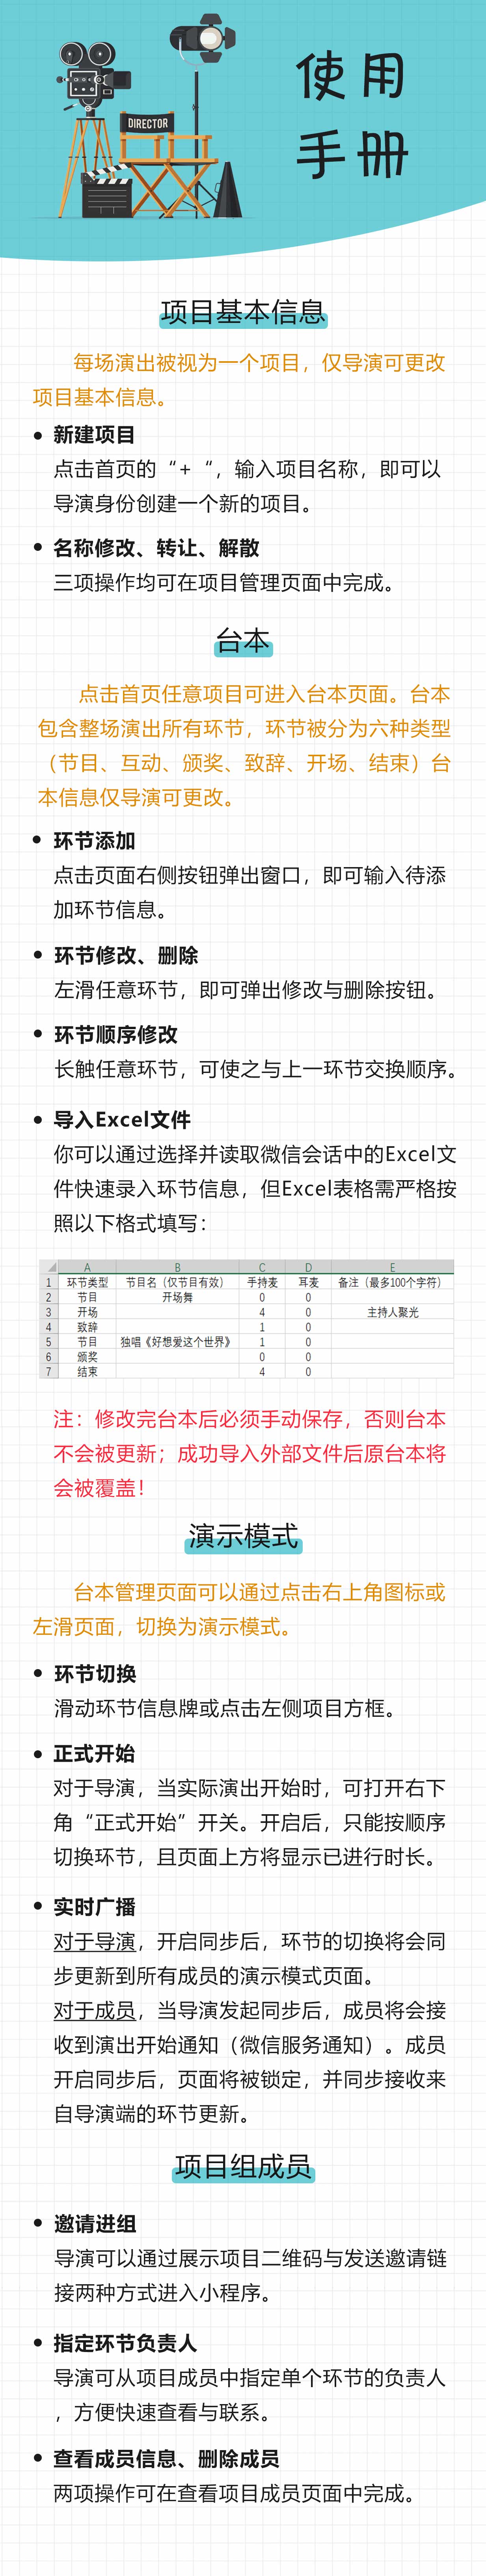 使用
手册
DIRECTOR
项目基本信息
每场演出被视为一个项目，仅导演可更改
项目基本信息。
新建项目
点击首页的“+ “，输入项目名称，即可以
导演身份创建一个新的项目。
名称修改、转让、解散
三项操作均可在项目管理页面中完成。
台本
点击首页任意项目可进入台本页面。台本
包含整场演出所有环节，环节被分为六种类型
（节目、互动、颁奖、致辞、开场、结束）台
本信息仅导演可更改。
环节添加
点击页面右侧按钮弹出窗口，即可输入待添
加环节信息。
环节修改、删除
左滑任意环节，即可弹出修改与删除按钮。
环节顺序修改
长触任意环节，可使之与上一环节交换顺序。
导入Excel文件
你可以通过选择并读取微信会话中的Excel文
件快速录入环节信息，但Excel表格需严格按
照以下格式填写：
A B C D E
1 环节类型 节目名（仅节目有效） 手持麦 耳麦 备注（最多100个字符）
2 节目 开场舞 0 0
3 开场 4 0 主持人聚光
4 致辞 1 0
5 节目 独唱《好想爱这个世界》 1 0
6 颁奖 0 0
7 结束 4 0
注：修改完台本后必须手动保存，否则台本
不会被更新；成功导入外部文件后原台本将
会被覆盖！
演示模式
台本管理页面可以通过点击右上角图标或
左滑页面，切换为演示模式。
环节切换
滑动环节信息牌或点击左侧项目方框。
正式开始
对于导演，当实际演出开始时，可打开右下
角“正式开始”开关。开启后，只能按顺序
切换环节，且页面上方将显示已进行时长。
实时广播
对于导演，开启同步后，环节的切换将会同
步更新到所有成员的演示模式页面。
对于成员，当导演发起同步后，成员将会接
收到演出开始通知（微信服务通知）。成员
开启同步后，页面将被锁定，并同步接收来
自导演端的环节更新。
项目组成员
邀请进组
导演可以通过展示项目二维码与发送邀请链
接两种方式进入小程序。
指定环节负责人
导演可从项目成员中指定单个环节的负责人
，方便快速查看与联系。
查看成员信息、删除成员
两项操作可在查看项目成员页面中完成。